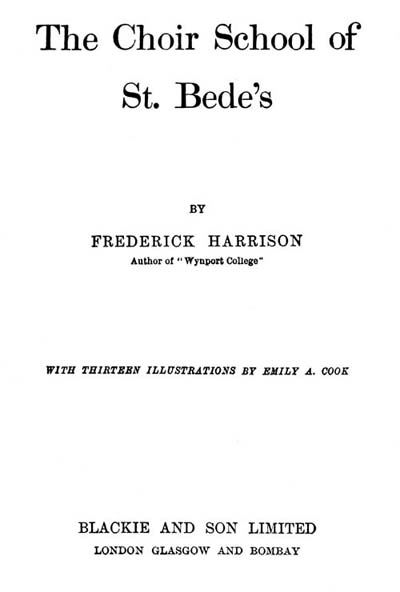 The Choir School of
St. Bede's
BY
FREDERICK HARRISON
Author of "Wynport College"
WITH THIRTEEN ILLUSTRATIONS BY EMILY A. COOK
BLACKIE AND SON LIMITED
LONDON GLASGOW AND BOMBAY